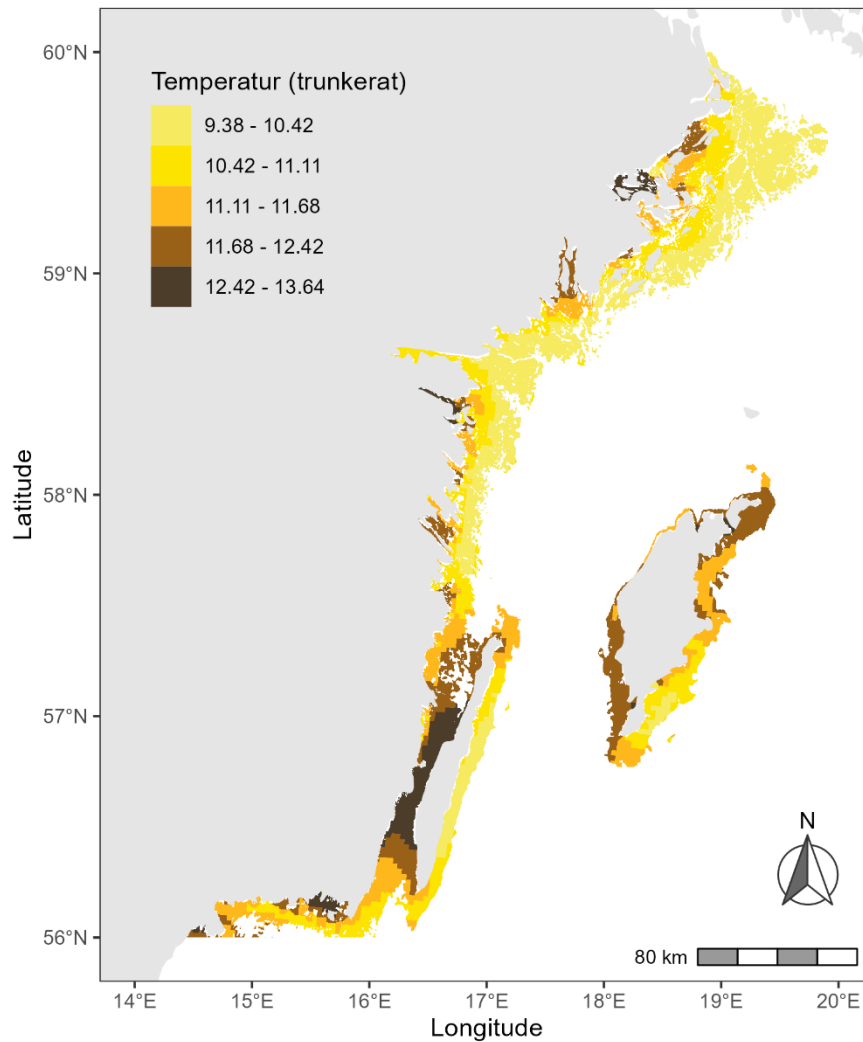 60°N
59°N
58°N
57°N
56°N
Latitude
Temperatur (trunkerat)
9.38 - 10.42
10.42 - 11.11
11.11 - 11.68
11.68 - 12.42
12.42 - 13.64
N
80 km
14°E 15°E 16°E 17°E 18°E 19°E 20°E
Longitude